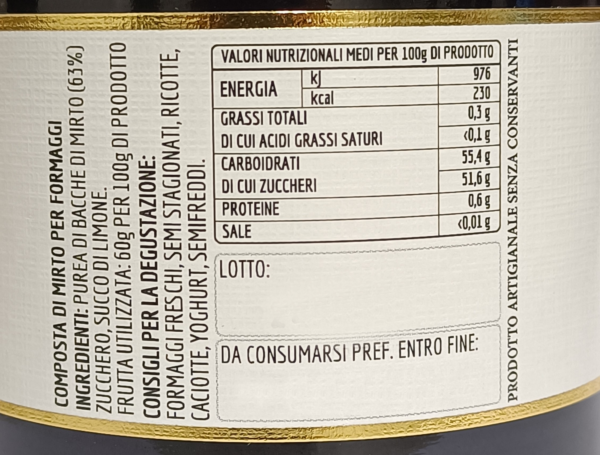 COMPOSTA DI MIRTO PER FORMAGGI
INGREDIENTI: PUREA DI BACCHE DI MIRTO (63%)
ZUCCHERO, SUCCO DI LIMONE.
FRUTTA UTILIZZATA: 60g PER 100g DI PRODOTTO
CONSIGLI PER LA DEGUSTAZIONE:
FORMAGGI FRESCHI, SEMI STAGIONATI, RICOTTE,
CACIOTTE, YOGHURT, SEMIFREDDI.
VALORI NUTRIZIONALI MEDI PER 100g DI PRODOTTO
ENERGIA kj 976
kcal 230
GRASSI TOTALI 0,3 g
DI CUI ACIDI GRASSI SATURI <0,1 g
CARBOIDRATI 55,4 g
DI CUI ZUCCHERI 51,6 g
PROTEINE 0,6 g
SALE <0,01 g
LOTTO:
DA CONSUMARSI PREF. ENTRO FINE:
PRODOTTO ARTIGIANALE SENZA CONSERVANTI